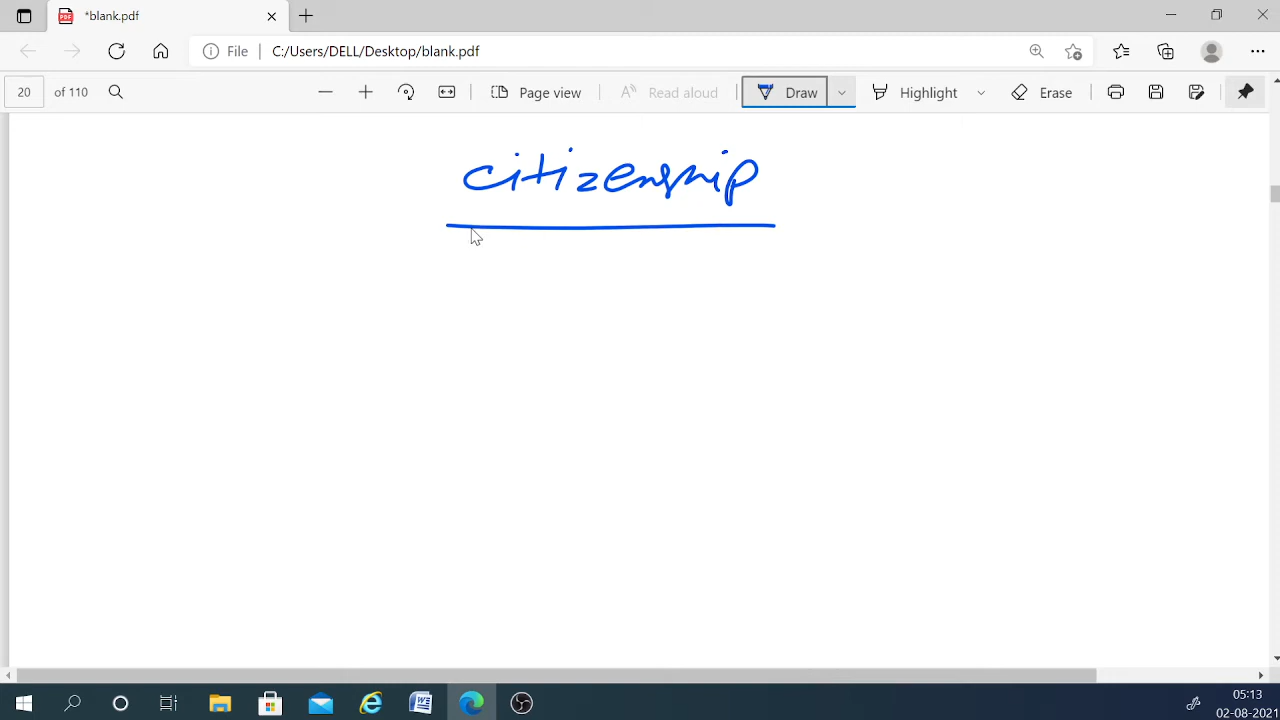 *blank.pdf
File C:/Users/DELL/Desktop/blank.pdf
20 of 110 Page view Read aloud Draw Highlight Erase
citizenship
05:13
02-08-2021